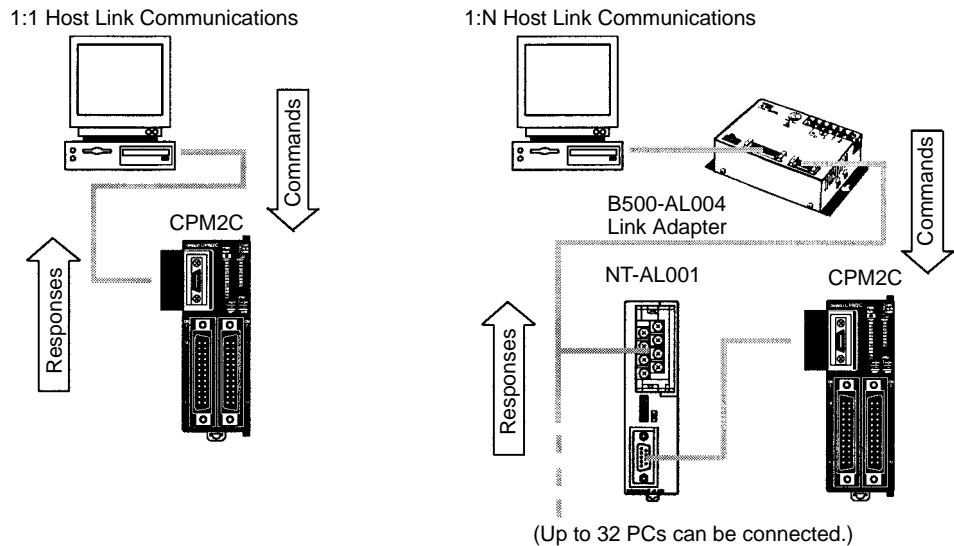 1:1 Host Link Communications
Commands
CPM2C
Responses
1:N Host Link Communications
B500-AL004
Link Adapter
Commands
NT-AL001
CPM2C
Responses
(Up to 32 PCs can be connected.)